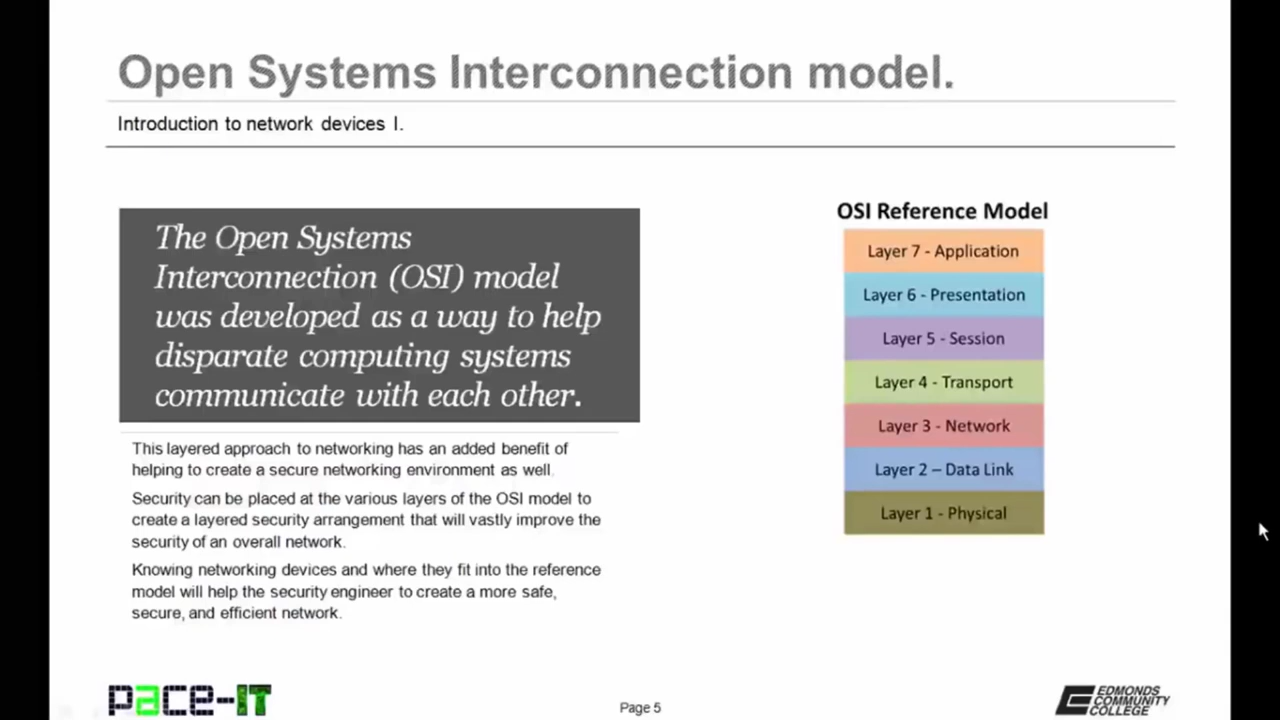 Open Systems Interconnection model.
Introduction to network devices I.
The Open Systems
Interconnection (OSI) model
was developed as a way to help
disparate computing systems
communicate with each other.
This layered approach to networking has an added benefit of
helping to create a secure networking environment as well.
Security can be placed at the various layers of the OSI model to
create a layered security arrangement that will vastly improve the
security of an overall network.
Knowing networking devices and where they fit into the reference
model will help the security engineer to create a more safe,
secure, and efficient network.
OSI Reference Model
Layer 7 - Application
Layer 6 - Presentation
Layer 5 - Session
Layer 4 - Transport
Layer 3 - Network
Layer 2 – Data Link
Layer 1 - Physical
pace-IT
Page 5
EDMONDS
COMMUNITY
COLLEGE